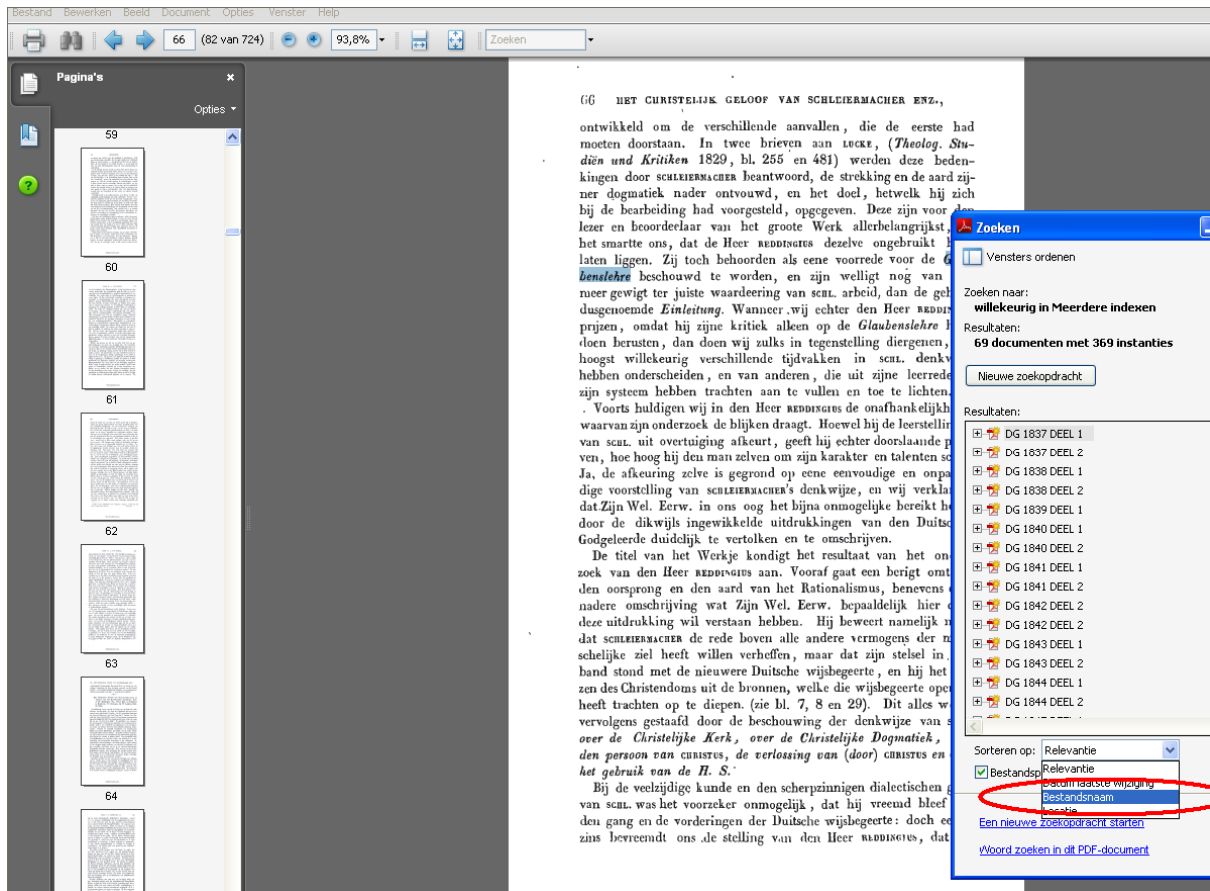 Bestand Bewerken Beeld Document Opties Venster Help
66 (82 van 724) 93,8% Zoeken
Pagina's x
Opties
59
60
61
62
63
64
66 HET CHRISTELIJK GELOOF VAN SCHLEIERMACHER ENZ.,
ontwikkeld om de verschillende aanvallen, die de eerste had
moeten doorstaan. In twee brieven aan LUCKE, (Theolog. Stu-
diën und Kritiken 1829, bl. 255 en 481) werden deze beden-
kingen door SCHLEIERMACHER beantwoord, de strekking en de aard zij-
ner dogmatiek nader ontvouwd, en het doel, hetwelk hij zich
bij de bearbeiding had voorgesteld, opgegeven. Deze zijn voor den
lezer en beoordeelaar van het groote Werk allerbelangrijkst,
het smartte ons, dat de Heer REDDINGIUS dezelve ongebruikt
laten liggen. Zij toch behoorden als eene voorrede voor de
benslehre beschouwd te worden, en zijn welligt nog van
meer gewigt ter juiste waardeering van SCHL. arbeid, dan de
dusgenoemde Einleitung. Wanneer wij echter den Heer
prijzen, omdat hij zijne kritiek alleen op de Glaubenslehre
doen berusten, dan doen wij zulks in tegenstelling diergenen,
hoogst willekeurig verschillende tijdvakken in SCHL. denkw
hebben onderscheiden, en van anderen, die uit zijne leerrede
zijn systeem hebben trachten aan te vullen en toe te lichten.
Voorts huldigen wij in den Heer REDDINGIUS de onafhankelijkh
waarvan zijn onderzoek de blijken draagt. Hoewel hij de leerstellin
van SCHL. uit overtuiging afkeurt, geeft hij echter doorslaande p
ven, hoe hoog hij den man zelven om zijn karakter en talenten sc
Ja, de afkeuring zelve is gegrond op eene eenvoudige en onpa
dige voorstelling van SCHLEIERMACHER's denkwijze, en wij verkla
dat Zijn Wel. Eerw. in ons oog het bijna onmogelijke bereikt h
door de dikwijls ingewikkelde uitdrukkingen van den Duitsc
Godgeleerde duidelijk te vertolken en te omschrijven.
De titel van het Werkje kondigt het resultaat van het on
zoek van den Heer REDDINGIUS aan. Vooraf gaat een berigt omt
den oorsprong en den aard van het Rationalismus, benevens
nadere omschrijving wat Zijn Wel. Eerw. bepaaldelijk hier
deze uitdrukking wil verstaan hebben. Hij beweert namelijk
dat SCHLEIERMACHER de rede boven alle andere vermogens der
schelijke ziel heeft willen verheffen, maar dat zijn stelsel in
band stond met de nieuwere Duitsche wijsbegeerte, en hij het
zen des Christendoms uit de bronnen, welke die wijsbegeerte ope
heeft trachten op te diepen. (zie bl. 7, 8 en 29). Dit alles w
vervolgens gestaafd door de beschouwing der denkwijze van
over de Christelijke Kerk, over de Christelijke Dogmatiek,
den persoon van CHRISTUS, de verlossing van (door) CHRISTUS en
het gebruik van de H. S.
Bij de veelzijdige kunde en den scherpzinnigen dialectischen
van SCHL. was het voorzeker onmogelijk, dat hij vreemd bleef
den gang en de vorderingen der Duitsche wijsbegeerte: doch
zins bevreemdt ons de stelling van den Heer REDDINGIUS, dat
Zoeken
Vensters ordenen
Zoeken naar:
willekeurig in Meerdere indexen
Resultaten:
69 documenten met 369 instanties
Nieuwe zoekopdracht
Resultaten:
DG 1837 DEEL 1
DG 1837 DEEL 2
DG 1838 DEEL 1
DG 1838 DEEL 2
DG 1839 DEEL 1
DG 1840 DEEL 1
DG 1840 DEEL 2
DG 1841 DEEL 1
DG 1841 DEEL 2
DG 1842 DEEL 2
DG 1842 DEEL 2
DG 1843 DEEL 1
DG 1843 DEEL 2
DG 1844 DEEL 1
DG 1844 DEEL 2
Sorteren op: Relevantie
Bestandsp Relevantie
Datum laatste wijziging
Bestandsnaam
Een nieuwe zoekopdracht starten
Woord zoeken in dit PDF-document